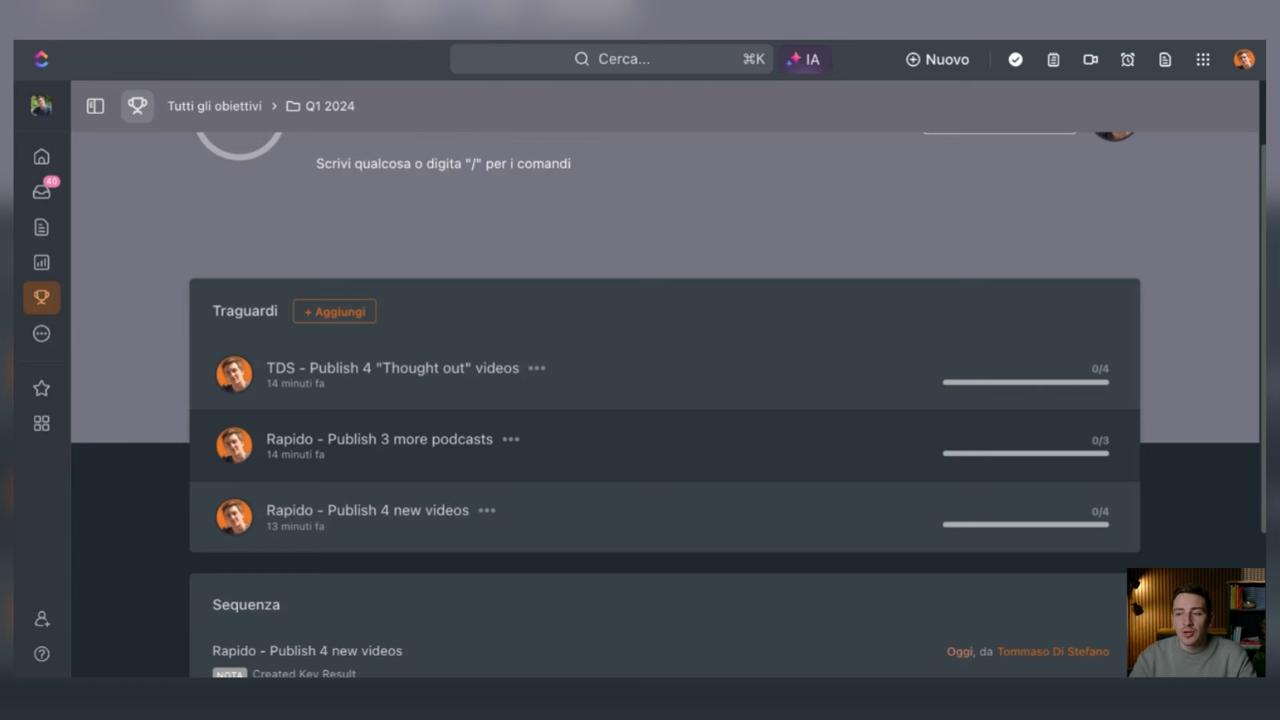 Cerca... ⌘K IA Nuovo
Tutti gli obiettivi > Q1 2024
40
Scrivi qualcosa o digita "/" per i comandi
Traguardi + Aggiungi
TDS - Publish 4 "Thought out" videos
14 minuti fa
0/4
Rapido - Publish 3 more podcasts
14 minuti fa
0/3
Rapido - Publish 4 new videos
13 minuti fa
0/4
Sequenza
Rapido - Publish 4 new videos
Oggi, da Tommaso Di Stefano
NOTA Created Key Result